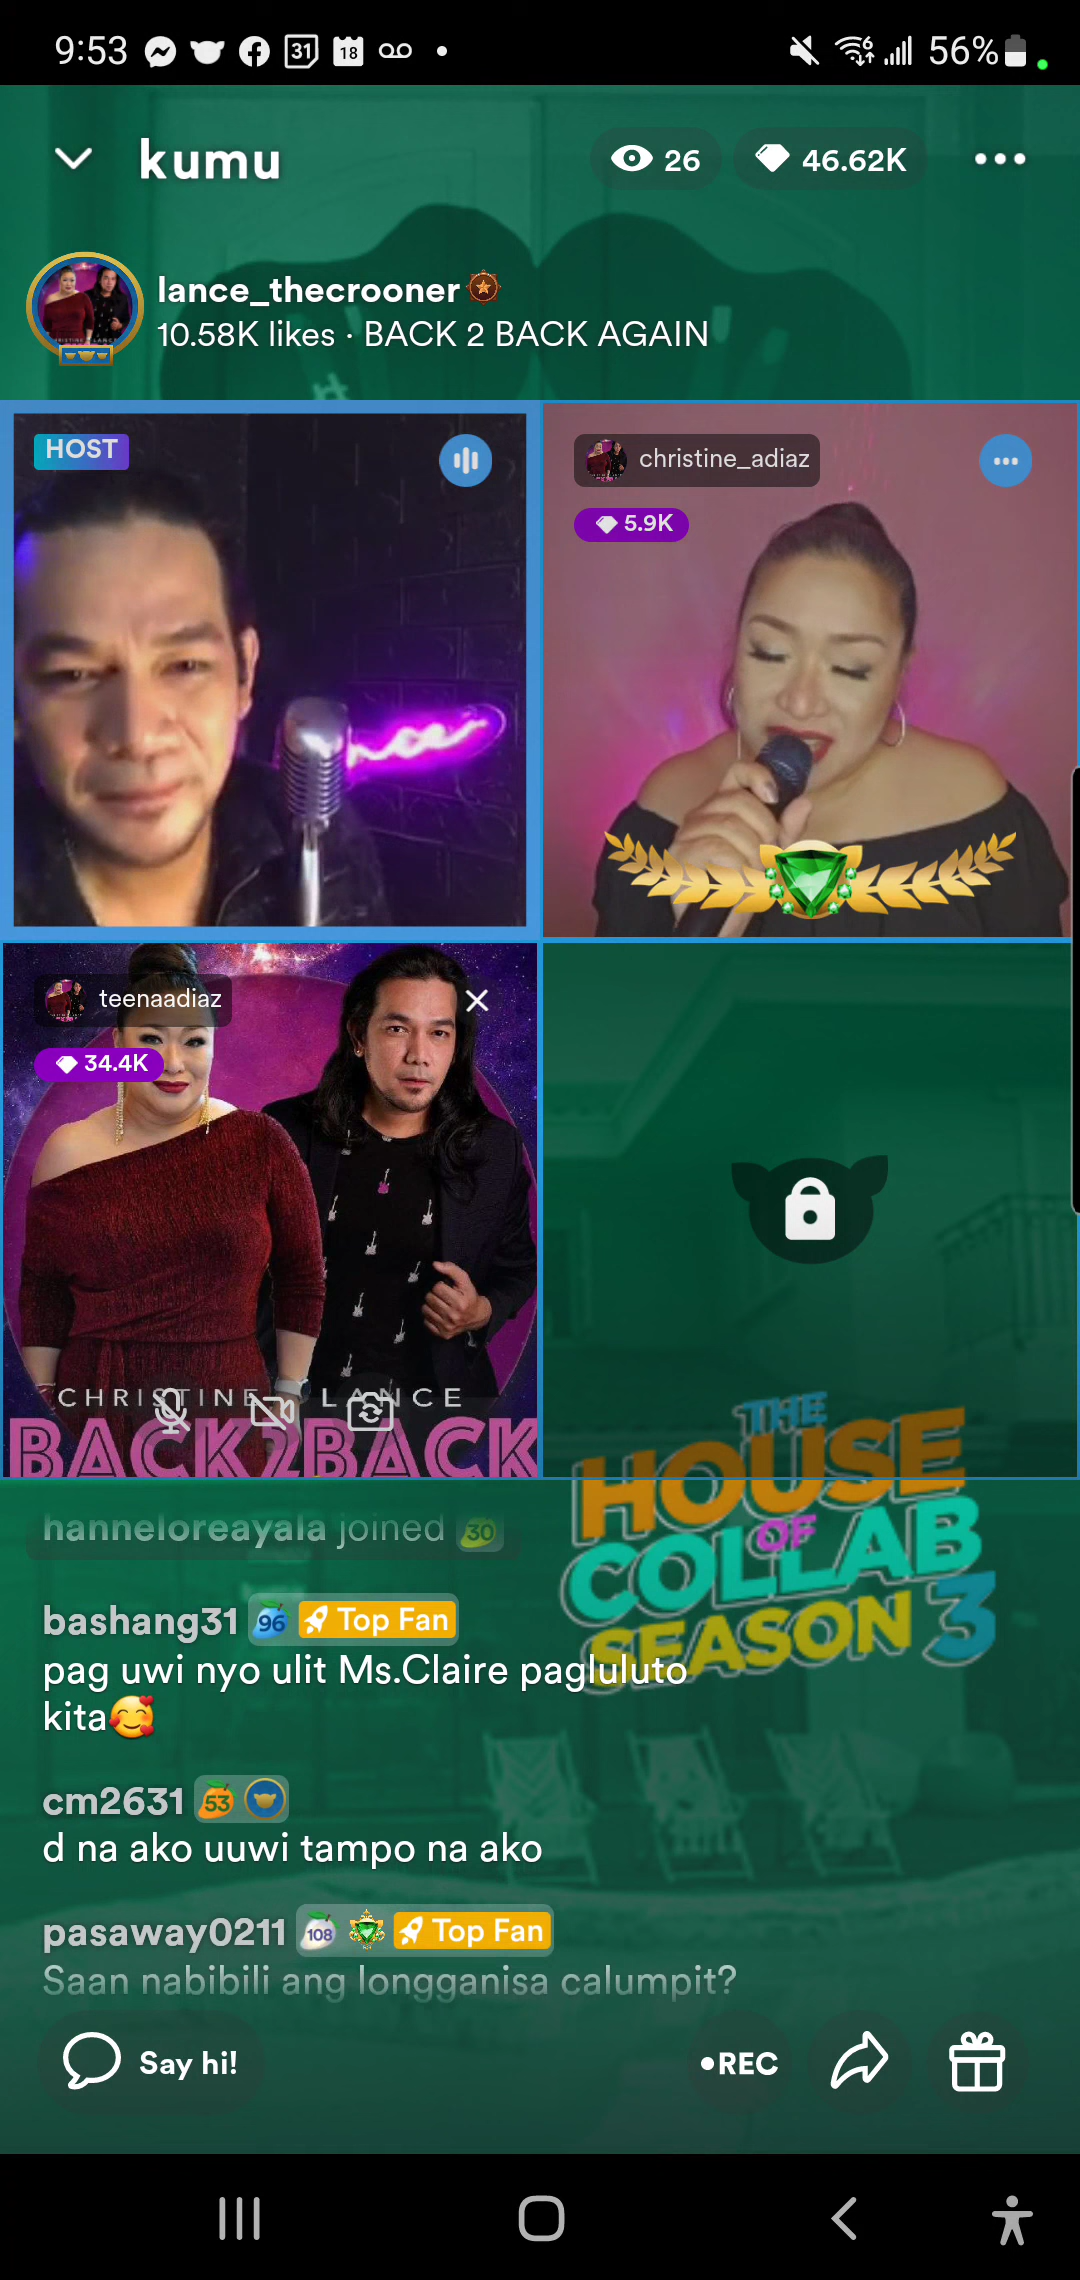 9:53
31
18
6
56%
kumu
26
46.62K
lance_thecrooner
10.58K likes · BACK 2 BACK AGAIN
HOST
christine_adiaz
5.9K
teenaadiaz
34.4K
CHRISTINE LANCE
BACK2BACK
THE
HOUSE
OF
COLLAB
SEASON 3
hanneloreayala joined 30
bashang31 96 Top Fan
pag uwi nyo ulit Ms.Claire pagluluto
kita🥰
cm2631 53
d na ako uuwi tampo na ako
pasaway0211 108 Top Fan
Saan nabibili ang longganisa calumpit?
Say hi!
•REC